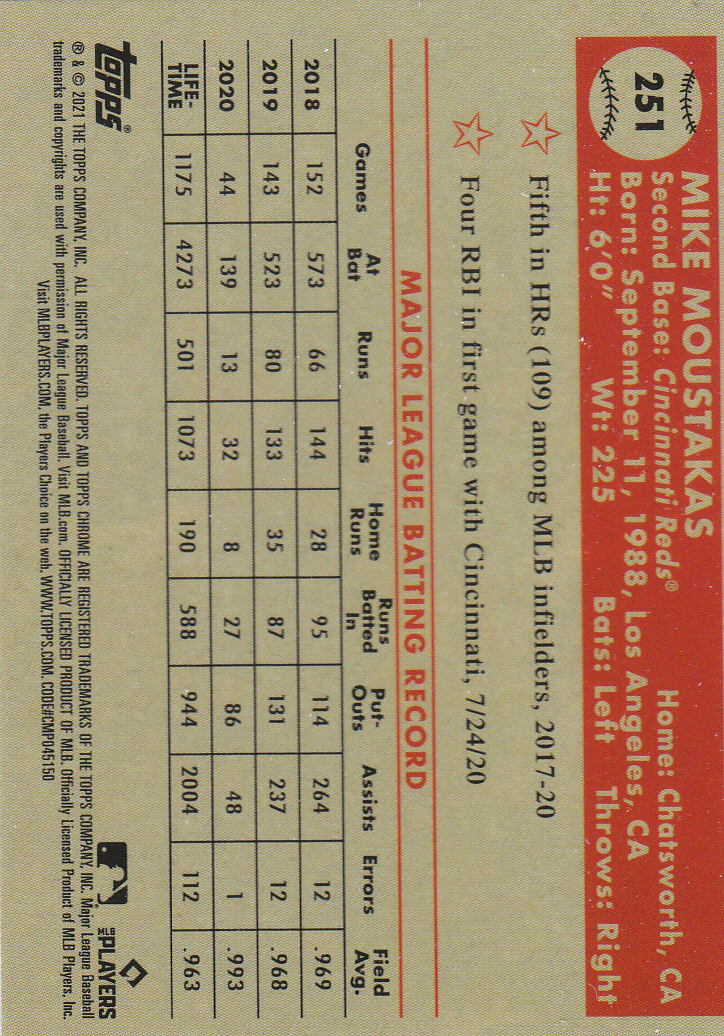 251
MIKE MOUSTAKAS
Second Base: Cincinnati Reds® Home: Chatsworth, CA
Born: September 11, 1988, Los Angeles, CA
Ht: 6'0" Wt: 225 Bats: Left Throws: Right
Fifth in HRs (109) among MLB infielders, 2017-20
Four RBI in first game with Cincinnati, 7/24/20
MAJOR LEAGUE BATTING RECORD
Games At Bat Runs Hits Home Runs Runs Batted In Put-Outs Assists Errors Field Avg.
2018 152 573 66 144 28 95 114 264 12 .969
2019 143 523 80 133 35 87 131 237 12 .968
2020 44 139 13 32 8 27 86 48 1 .993
LIFE-TIME 1175 4273 501 1073 190 588 944 2004 112 .963
topps®
MLB PLAYERS
® & © 2021 THE TOPPS COMPANY, INC. ALL RIGHTS RESERVED. TOPPS AND TOPPS CHROME ARE REGISTERED TRADEMARKS OF THE TOPPS COMPANY, INC. Major League Baseball
trademarks and copyrights are used with permission of Major League Baseball. Visit MLB.com. OFFICIALLY LICENSED PRODUCT OF MLB. Officially Licensed Product of MLB Players, Inc.
Visit MLBPLAYERS.COM, the Players Choice on the web. WWW.TOPPS.COM. CODE#CMP045150